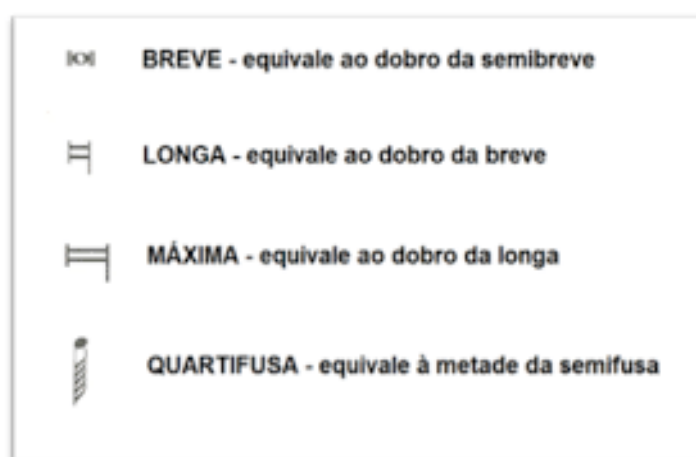 BREVE - equivale ao dobro da semibreve
LONGA - equivale ao dobro da breve
MÁXIMA - equivale ao dobro da longa
QUARTIFUSA - equivale à metade da semifusa